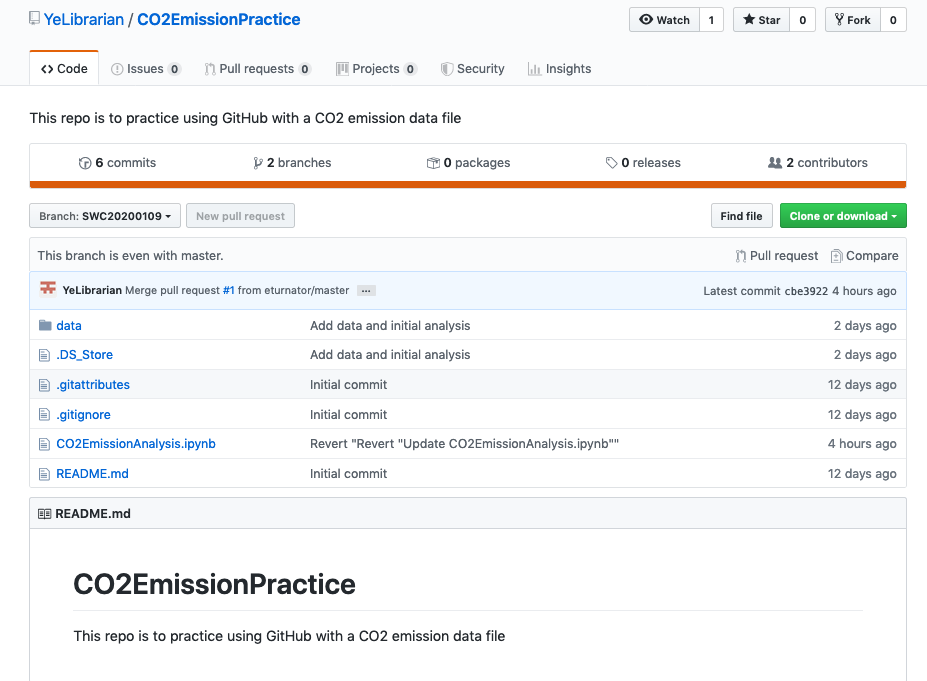 YeLibrarian / CO2EmissionPractice
Watch 1 Star 0 Fork 0
Code Issues 0 Pull requests 0 Projects 0 Security Insights
This repo is to practice using GitHub with a CO2 emission data file
6 commits 2 branches 0 packages 0 releases 2 contributors
Branch: SWC20200109 New pull request Find file Clone or download
This branch is even with master. Pull request Compare
YeLibrarian Merge pull request #1 from eturnator/master ... Latest commit cbe3922 4 hours ago
data Add data and initial analysis 2 days ago
.DS_Store Add data and initial analysis 2 days ago
.gitattributes Initial commit 12 days ago
.gitignore Initial commit 12 days ago
CO2EmissionAnalysis.ipynb Revert "Revert "Update CO2EmissionAnalysis.ipynb"" 4 hours ago
README.md Initial commit 12 days ago
README.md
CO2EmissionPractice
This repo is to practice using GitHub with a CO2 emission data file